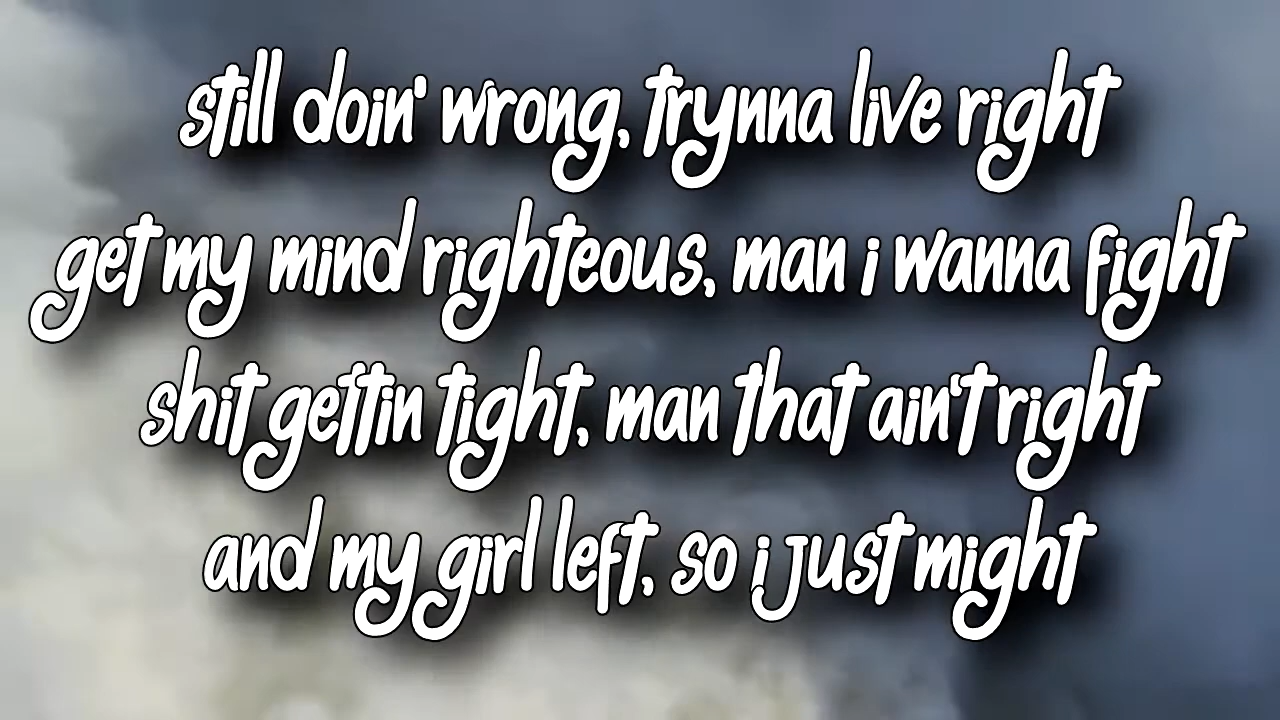 still doin' wrong, trynna live right
get my mind righteous, man i wanna fight
shit gettin tight, man that ain't right
and my girl left, so i just might